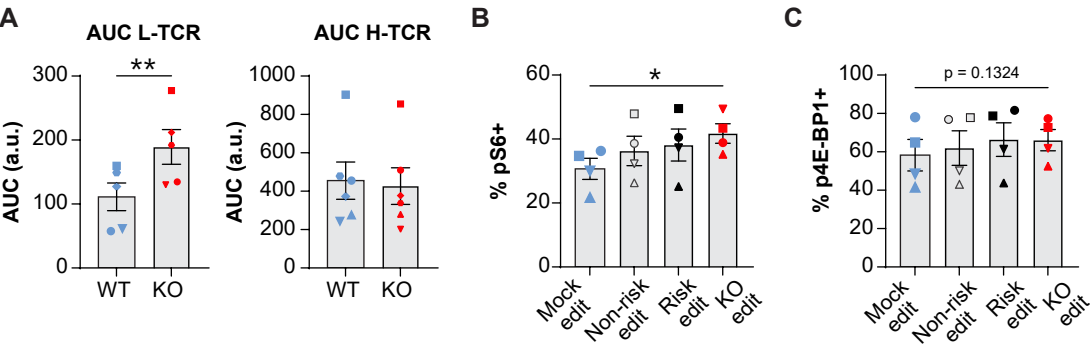 A
AUC L-TCR
AUC (a.u.)
300
200
100
0
**
WT KO
AUC H-TCR
AUC (a.u.)
1000
800
600
400
200
0
WT KO
B
% pS6+
60
40
20
0
*
Mock edit
Non-risk edit
Risk edit
KO edit
C
% p4E-BP1+
100
80
60
40
20
0
p = 0.1324
Mock edit
Non-risk edit
Risk edit
KO edit